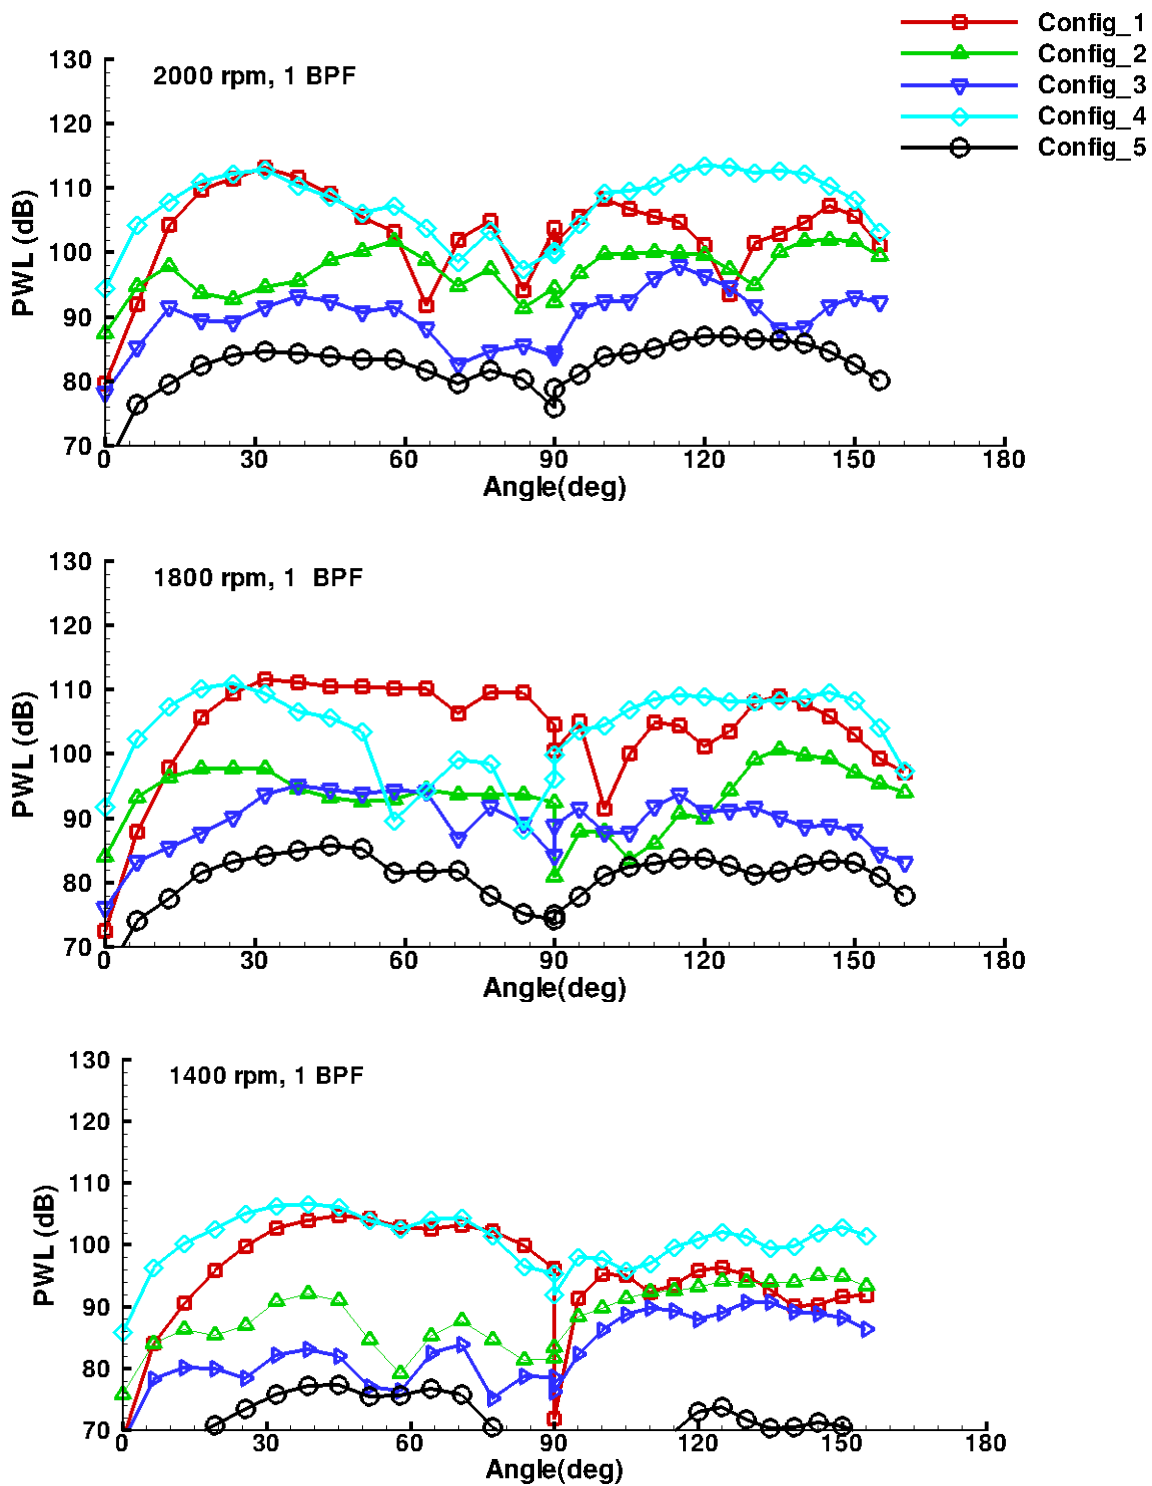 Config_1
Config_2
Config_3
Config_4
Config_5
130
120
110
100
90
80
70
PWL (dB)
2000 rpm, 1 BPF
0 30 60 90 120 150 180
Angle(deg)
130
120
110
100
90
80
70
PWL (dB)
1800 rpm, 1  BPF
0 30 60 90 120 150 180
Angle(deg)
130
120
110
100
90
80
70
PWL (dB)
1400 rpm, 1 BPF
0 30 60 90 120 150 180
Angle(deg)